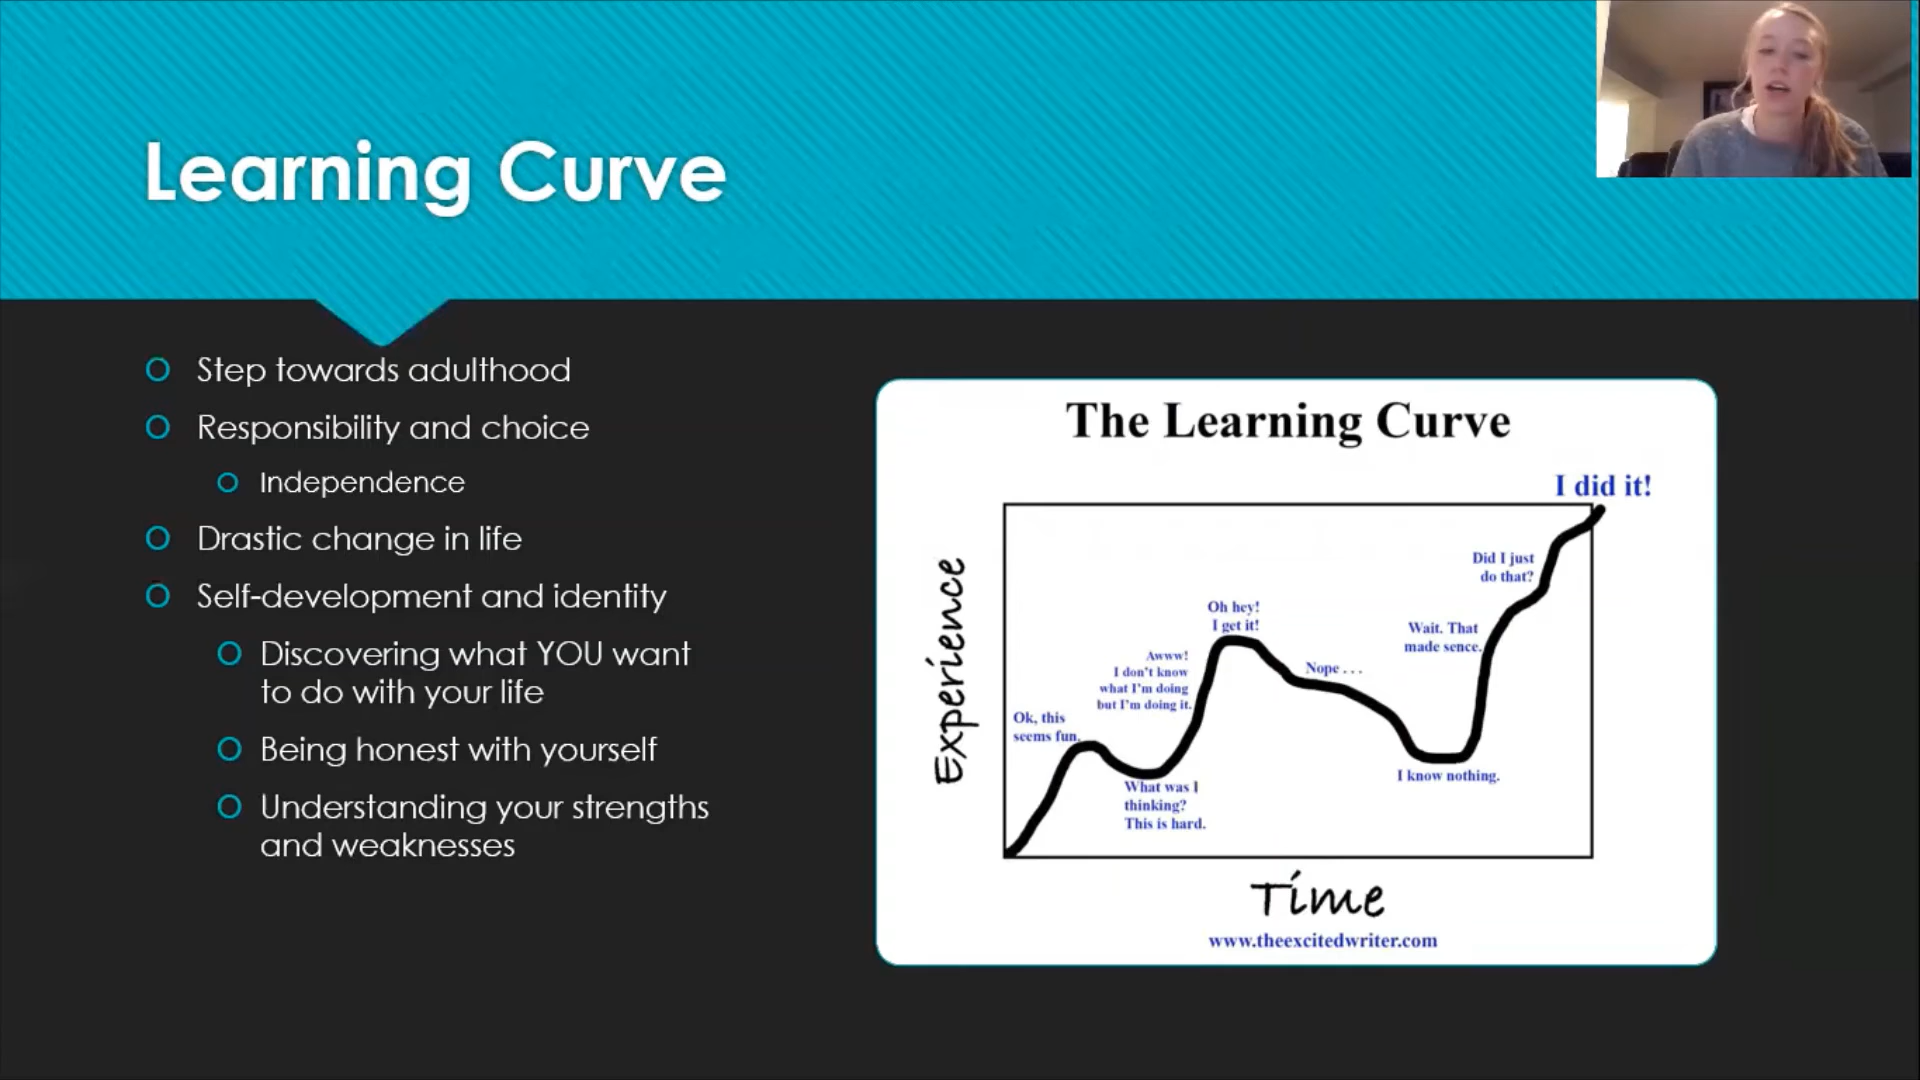 Learning Curve
Step towards adulthood
Responsibility and choice
Independence
Drastic change in life
Self-development and identity
Discovering what YOU want
to do with your life
Being honest with yourself
Understanding your strengths
and weaknesses
The Learning Curve
I did it!
Did I just
do that?
Wait. That
made sence.
Oh hey!
I get it!
Awww!
I don't know
what I'm doing
but I'm doing it.
Nope . . .
Ok, this
seems fun.
What was I
thinking?
This is hard.
I know nothing.
Experience
Time
www.theexcitedwriter.com